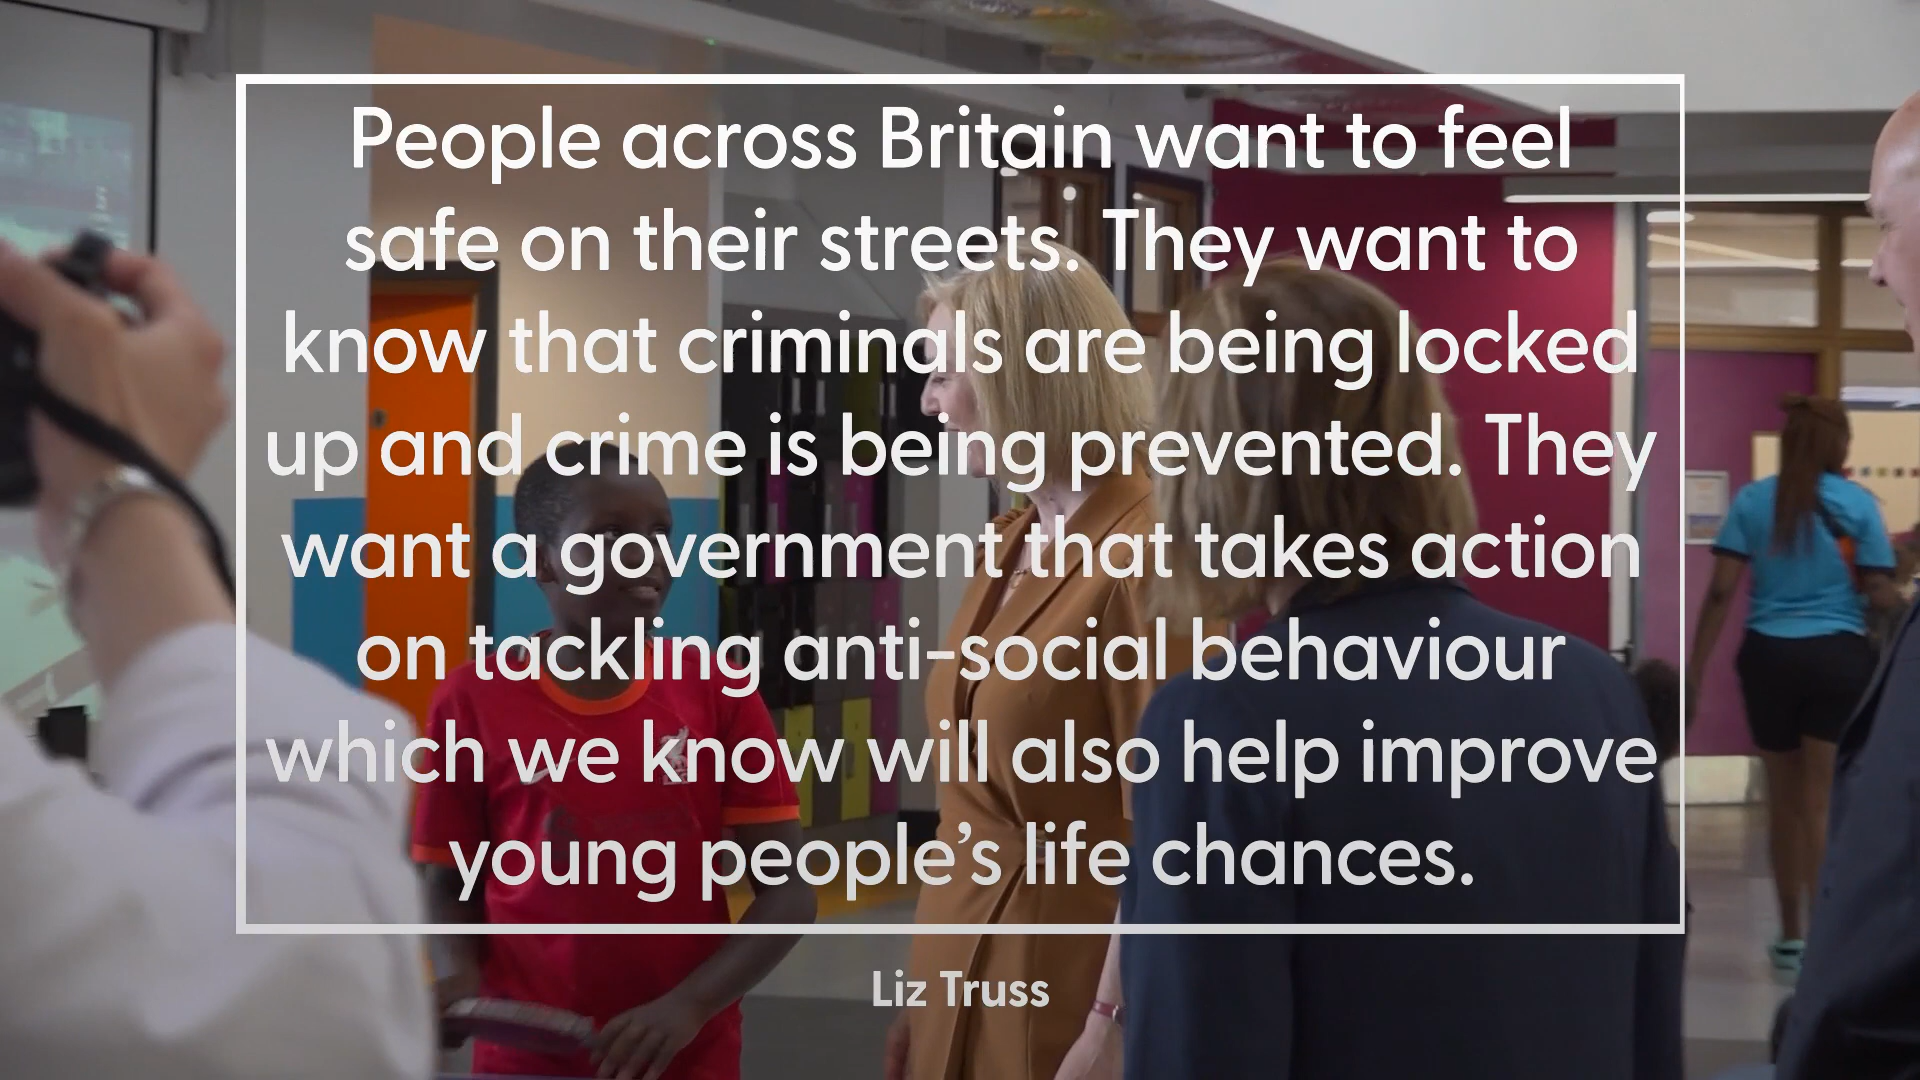 People across Britain want to feel
safe on their streets. They want to
know that criminals are being locked
up and crime is being prevented. They
want a government that takes action
on tackling anti-social behaviour
which we know will also help improve
young people’s life chances.
Liz Truss